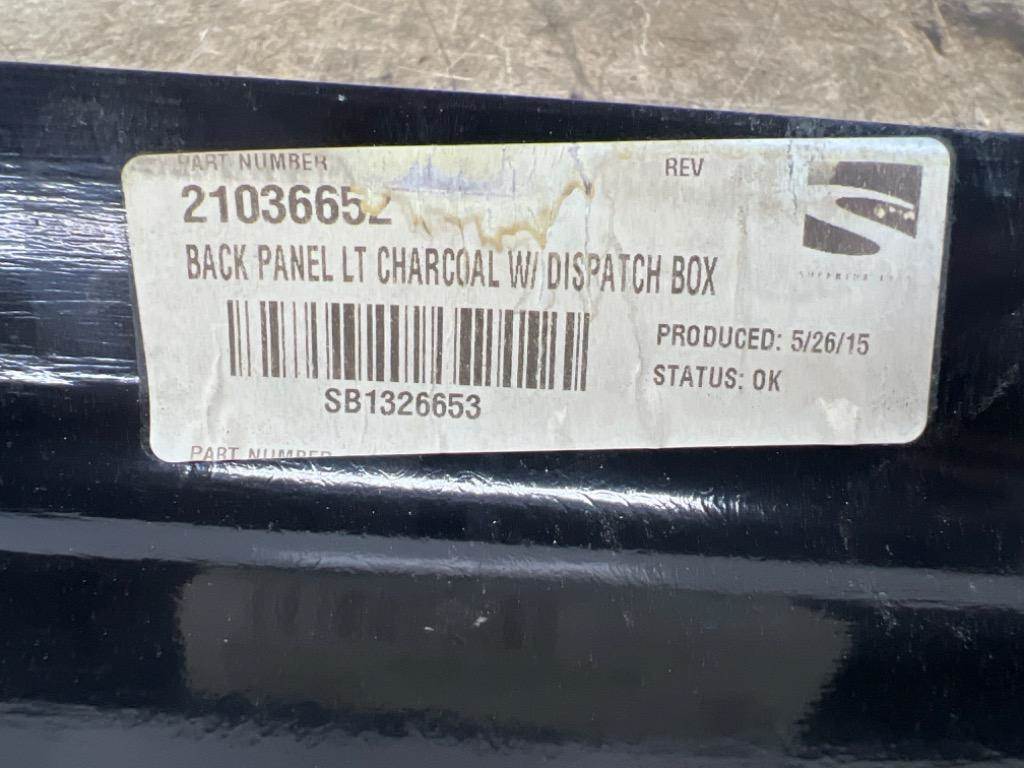 PART NUMBER
REV
21036652
BACK PANEL LT CHARCOAL W/ DISPATCH BOX
PRODUCED: 5/26/15
STATUS: OK
SB1326653
PART NUMBER